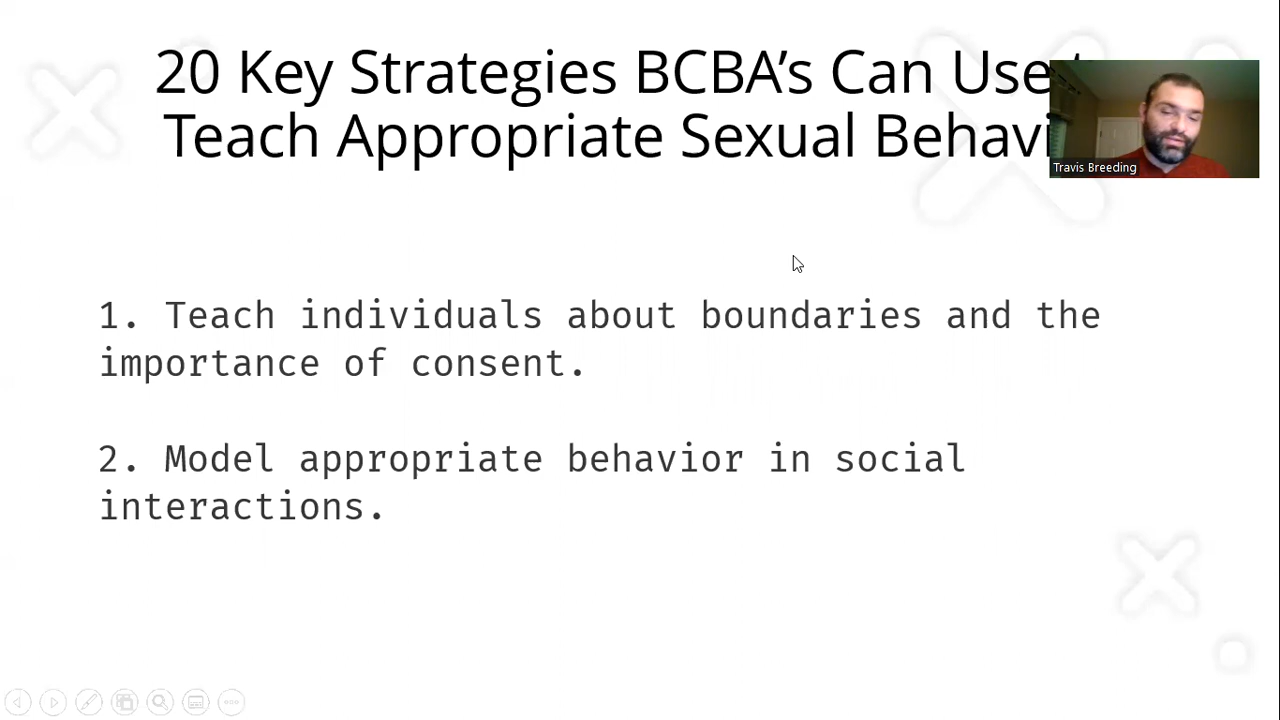 20 Key Strategies BCBA’s Can Use
Teach Appropriate Sexual
Travis Breeding
1. Teach individuals about boundaries and the
importance of consent.
2. Model appropriate behavior in social
interactions.